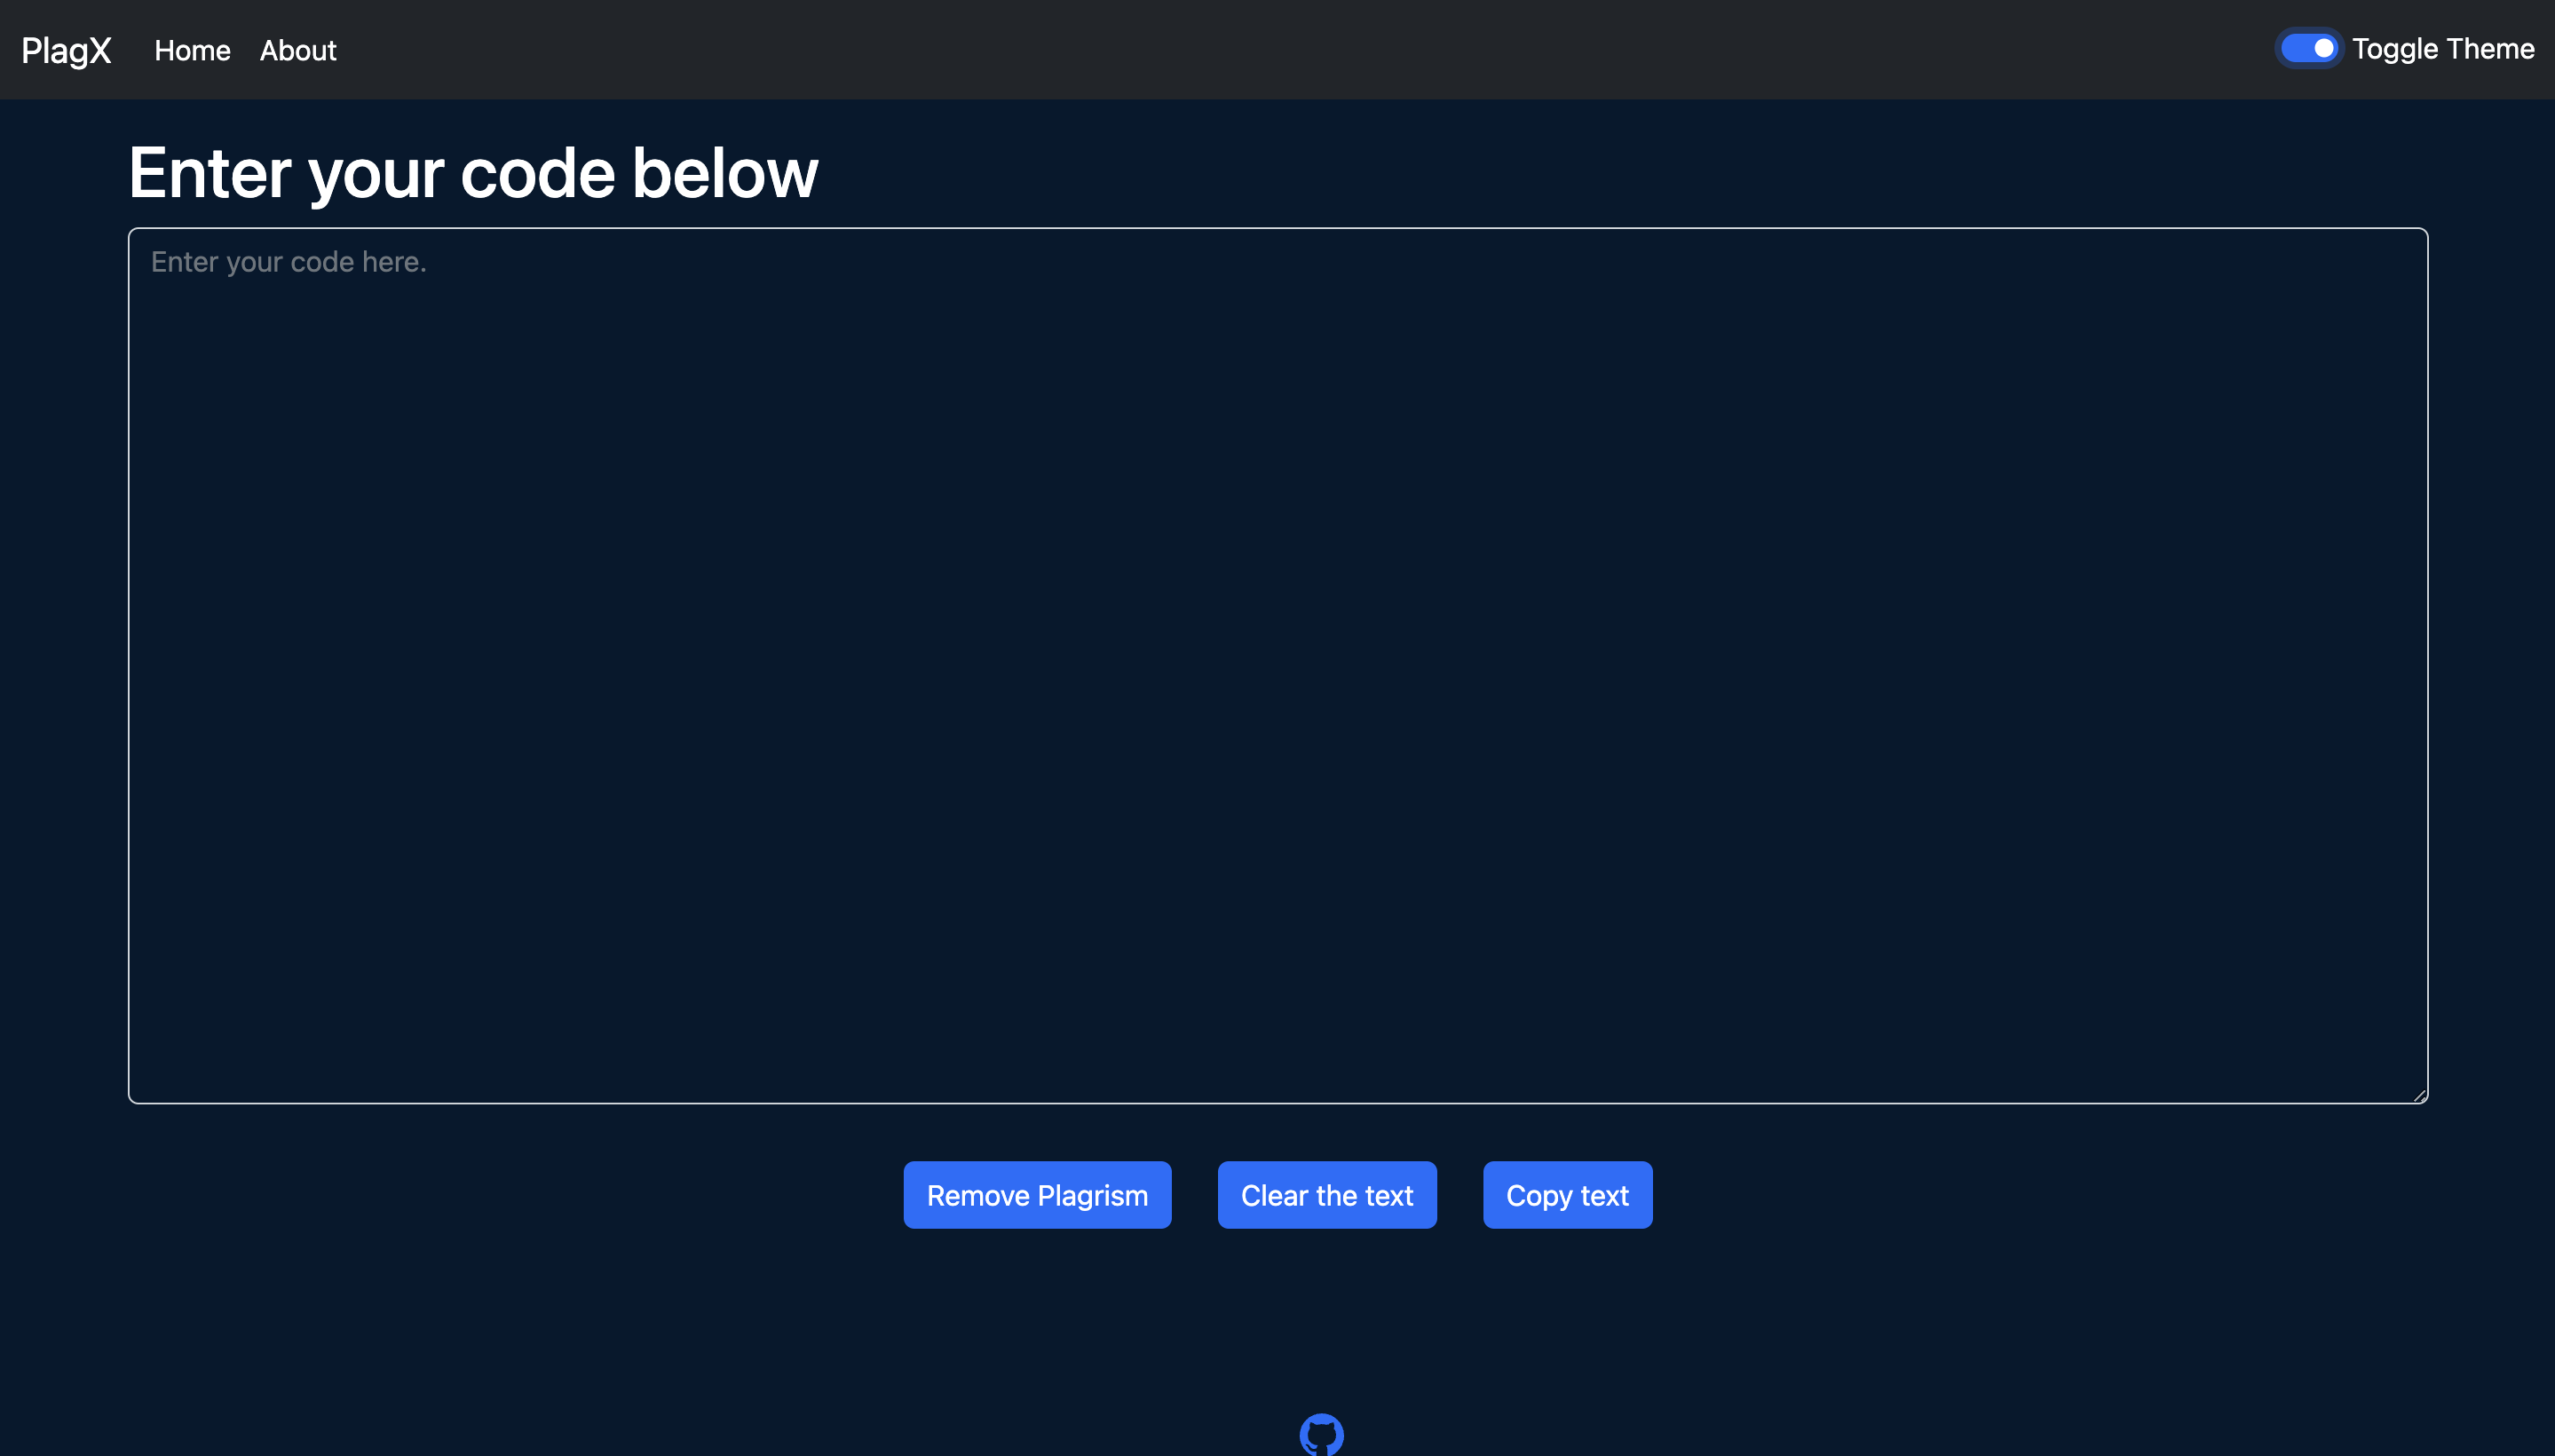 PlagX Home About Toggle Theme
Enter your code below
Enter your code here.
Remove Plagrism Clear the text Copy text